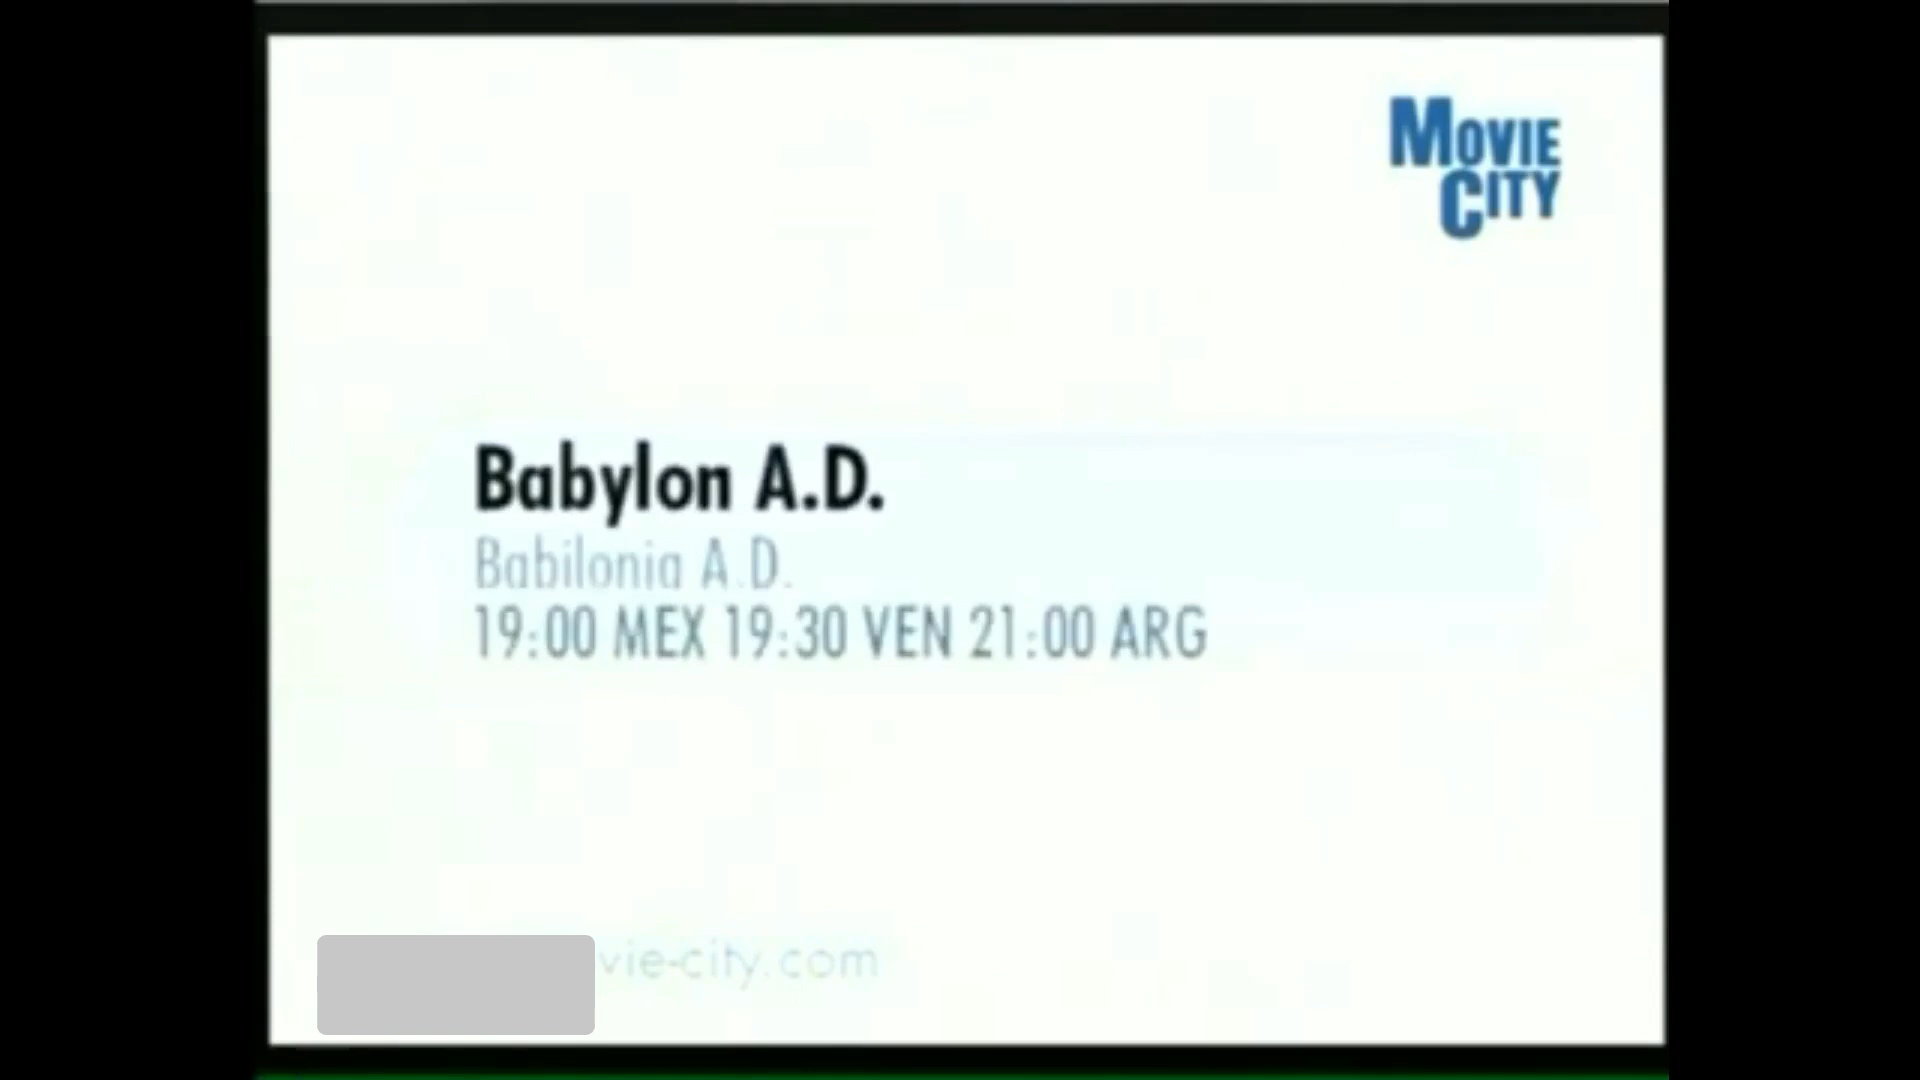 MOVIE
CITY
Babylon A.D.
Babilonia A.D.
19:00 MEX 19:30 VEN 21:00 ARG
vie-city.com